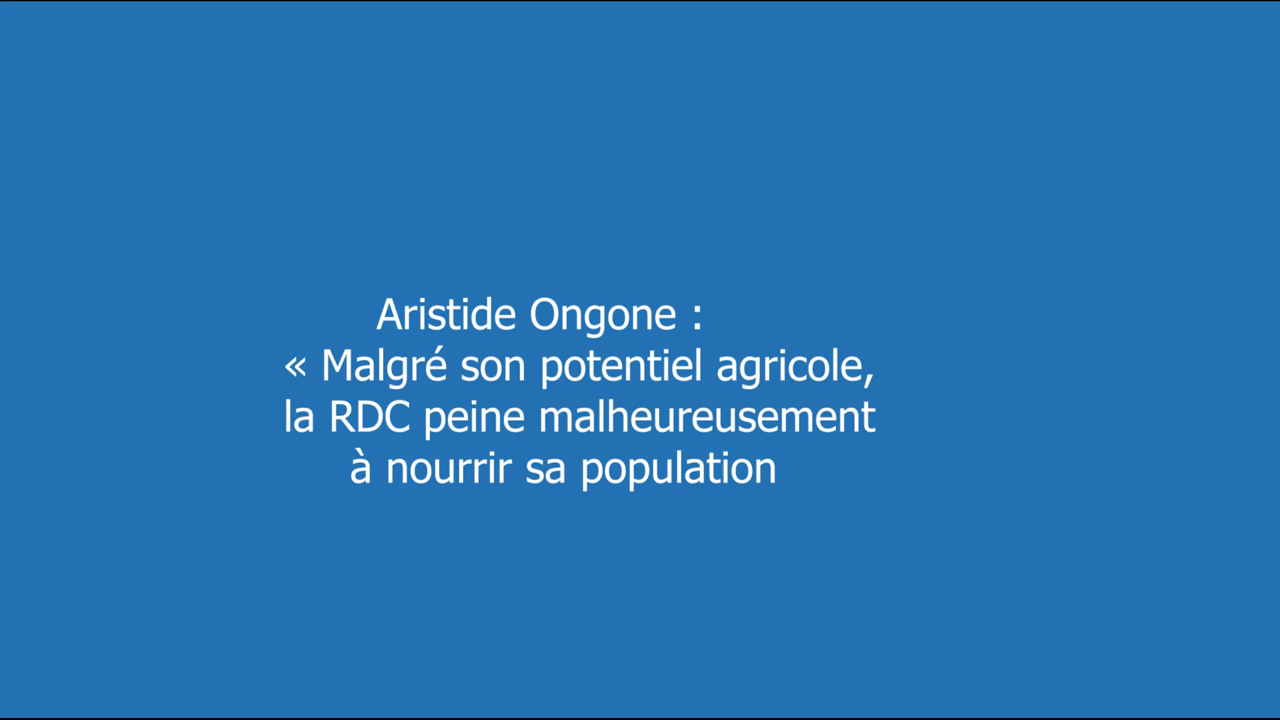 Aristide Ongone :
« Malgré son potentiel agricole,
la RDC peine malheureusement
à nourrir sa population